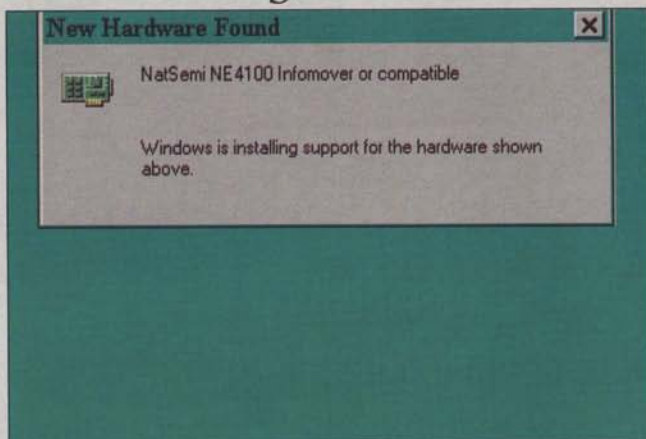 New Hardware Found
NatSemi NE4100 Infomover or compatible
Windows is installing support for the hardware shown
above.